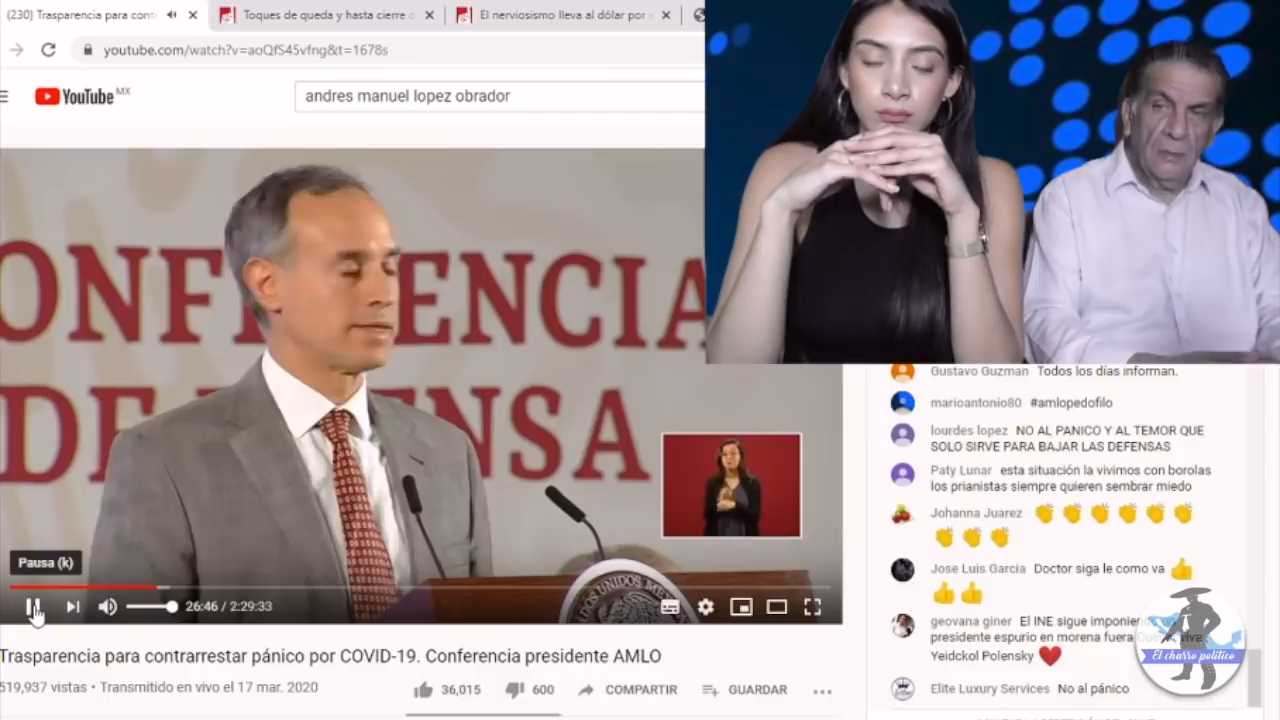 (230) Trasparencia para cont
Toques de queda y hasta cierre
El nerviosismo lleva al dólar por
youtube.com/watch?v=aoQfS45vfng&t=1678s
YouTube MX
andres manuel lopez obrador
ONFERENCIA
DE DEFENSA
Gustavo Guzman Todos los días informan.
marioantonio80 #amlopedofilo
lourdes lopez NO AL PANICO Y AL TEMOR QUE
SOLO SIRVE PARA BAJAR LAS DEFENSAS
Paty Lunar esta situación la vivimos con borolas
los prianistas siempre quieren sembrar miedo
Johanna Juarez 👏👏👏👏👏👏
👏👏👏
Jose Luis Garcia Doctor siga le como va 👍
👍👍
geovana giner El INE sigue imponien
presidente espurio en morena fuera viva
Yeidckol Polensky ❤️
Elite Luxury Services No al pánico
Pausa (k)
26:46 / 2:29:33
UNIDOS
El charro político
Trasparencia para contrarrestar pánico por COVID-19. Conferencia presidente AMLO
519,937 vistas • Transmitido en vivo el 17 mar. 2020
36,015
600
COMPARTIR
GUARDAR